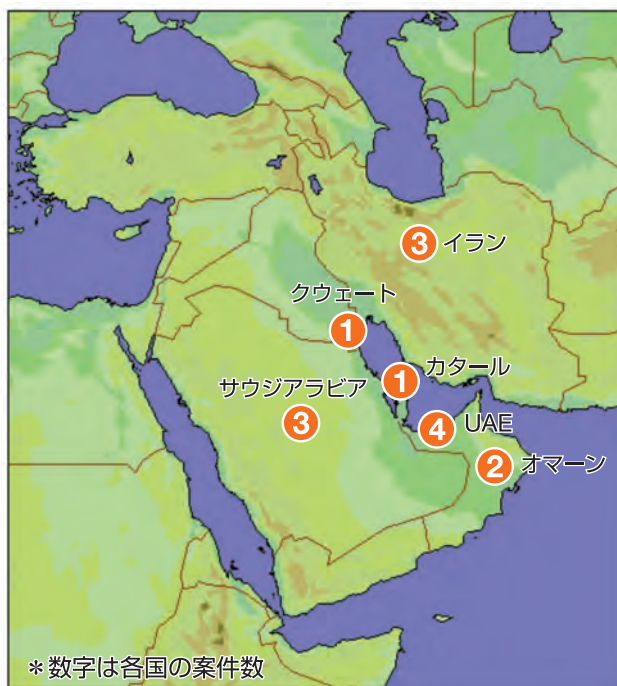 3 イラン
クウェート
1
1 カタール
サウジアラビア
3
4 UAE
2 オマーン
＊数字は各国の案件数